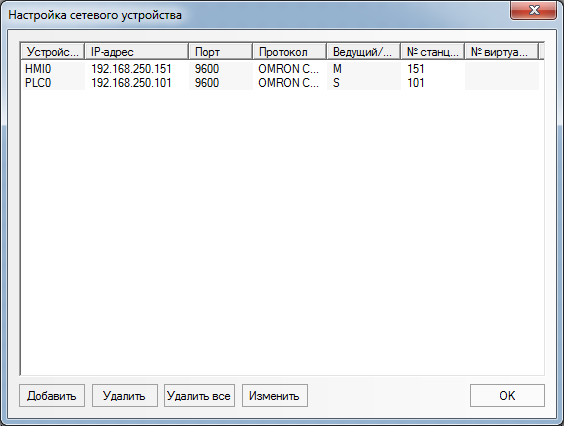 Настройка сетевого устройства
Устройс... IP-адрес Порт Протокол Ведущий/... № станц... № виртуа...
HMI0 192.168.250.151 9600 OMRON C... M 151
PLC0 192.168.250.101 9600 OMRON C... S 101
Добавить Удалить Удалить все Изменить OK